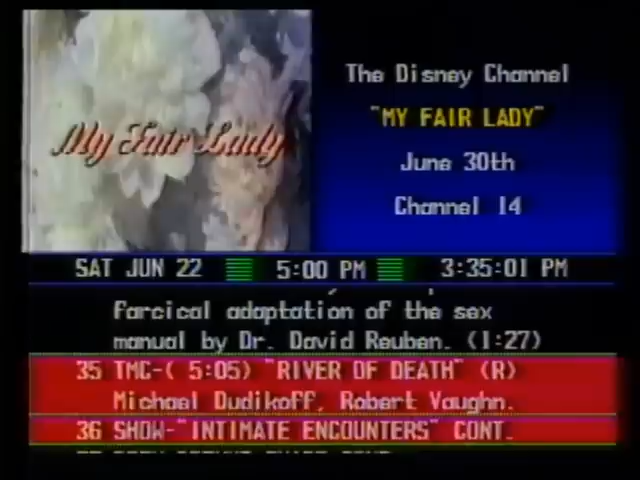 My Fair Lady
The Disney Channel
"MY FAIR LADY"
June 30th
Channel 14
SAT JUN 22 5:00 PM 3:35:01 PM
farcical adaptation of the sex
manual by Dr. David Reuben. (1:27)
35 TMC-( 5:05) "RIVER OF DEATH" (R)
Michael Dudikoff, Robert Vaughn.
36 SHOW-"INTIMATE ENCOUNTERS" CONT.